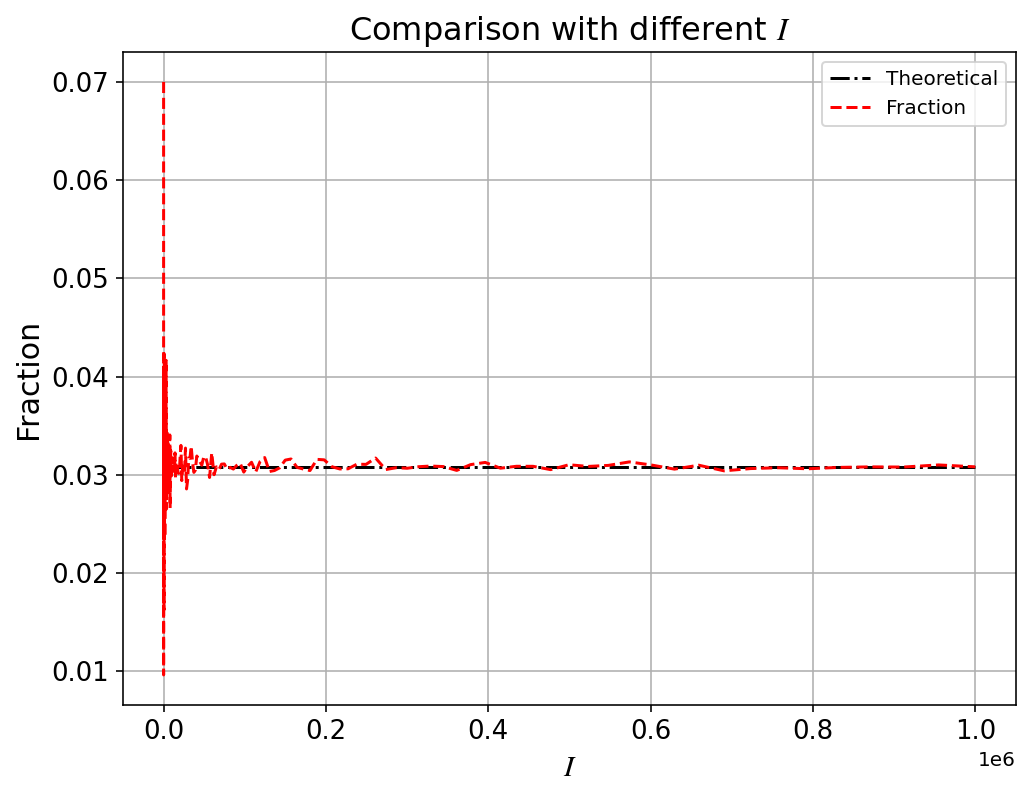 Comparison with different I
Theoretical
Fraction
0.07
0.06
0.05
0.04
0.03
0.02
0.01
Fraction
0.0 0.2 0.4 0.6 0.8 1.0
1e6
I